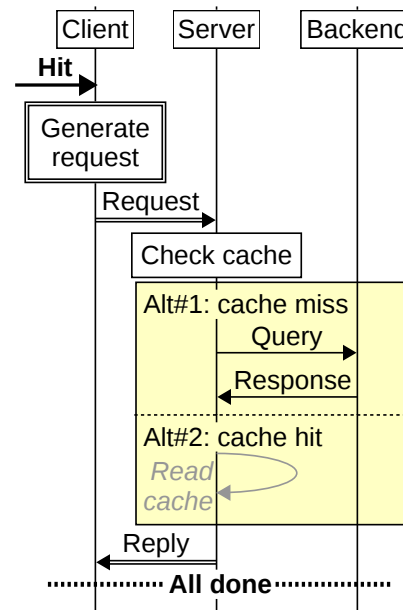 Client Server Backend
Hit
Generate
request
Request
Check cache
Alt#1: cache miss
Query
Response
Alt#2: cache hit
Read
cache
Reply
All done